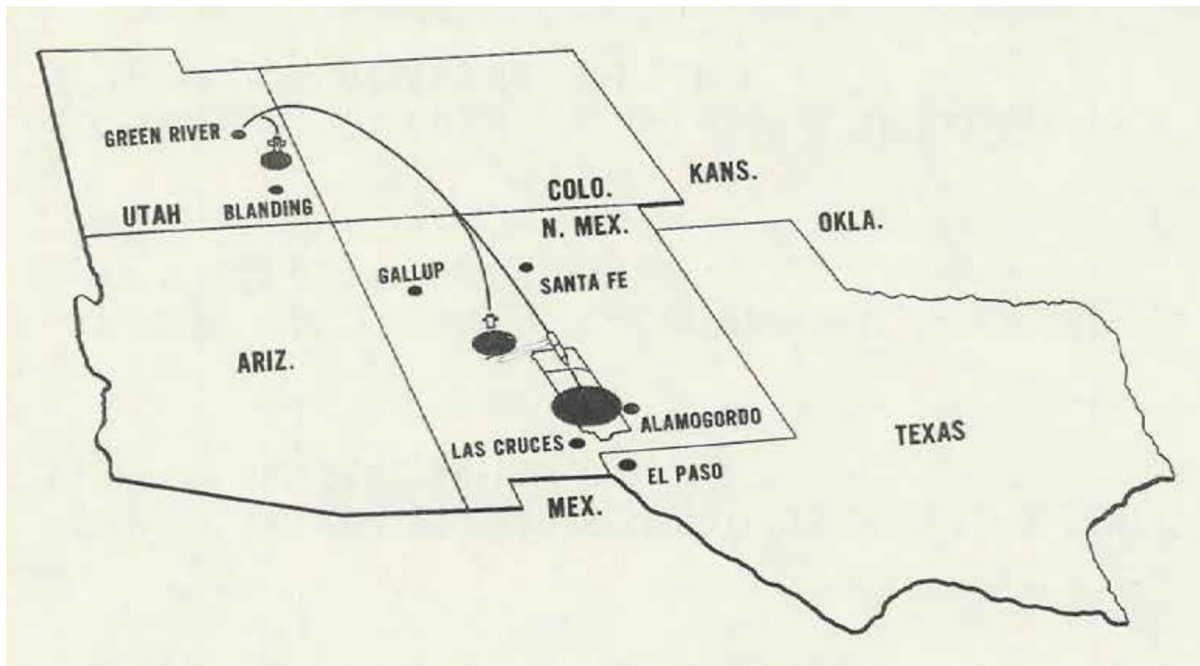 GREEN RIVER
UTAH
BLANDING
COLO.
KANS.
N. MEX.
OKLA.
GALLUP
SANTA FE
ARIZ.
ALAMOGORDO
LAS CRUCES
EL PASO
TEXAS
MEX.